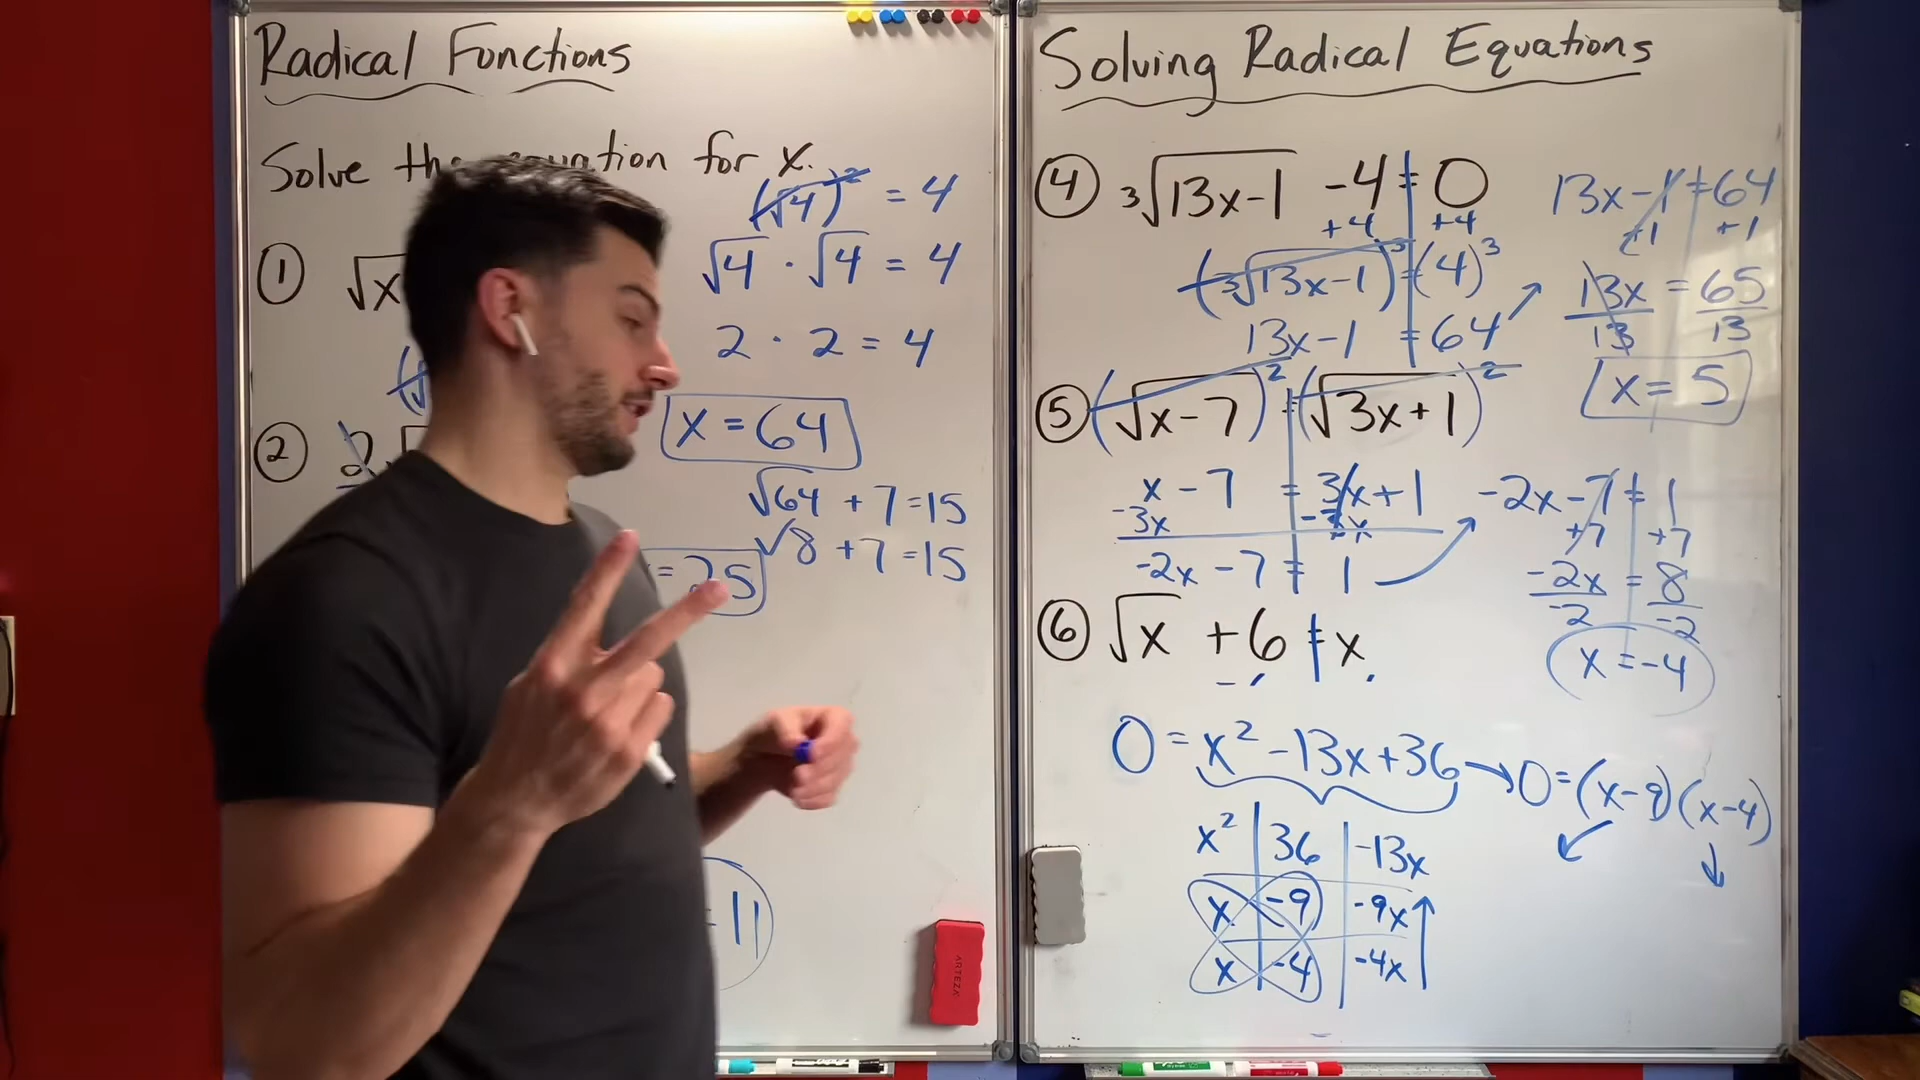 Radical Functions
Solve the equation for x.
(√4)² = 4
√4 · √4 = 4
2 · 2 = 4
① √x
② 2√
x = 64
√64 + 7 = 15
√8 + 7 = 15
= 25
= 11
ARTEZA
Solving Radical Equations
④ ³√13x-1 -4 = 0
+4 +4
(³√13x-1)³ = (4)³
13x-1 = 64
13x-1 = 64
+1 +1
13x = 65
13 13
x = 5
⑤ (√x-7)² = (√3x+1)²
x - 7 = 3x+1
-3x -3x
-2x - 7 = 1
-2x-7 = 1
+7 +7
-2x = 8
-2 -2
x = -4
⑥ √x + 6 = x
0 = x² -13x+36 → 0=(x-9)(x-4)
x² 36 -13x
x -9 -9x
x -4 -4x